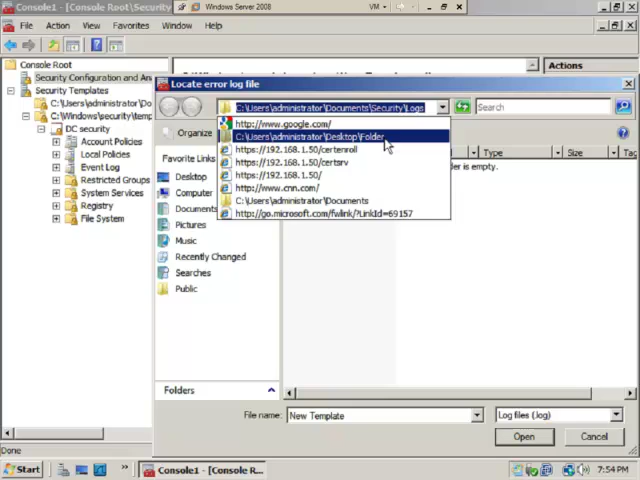 Console1 - [Console Root\Security
Windows Server 2008
VM
File Action View Favorites Window Help
Console Root
Security Configuration and Ana
Security Templates
C:\Users\administrator\Do
C:\Windows\security\temp
DC security
Account Policies
Local Policies
Event Log
Restricted Groups
System Services
Registry
File System
Actions
Locate error log file
C:\Users\administrator\Documents\Security\Logs
Search
http://www.google.com/
C:\Users\administrator\Desktop\Folder
https://192.168.1.50/certenroll
https://192.168.1.50/certsrv
https://192.168.1.50/
http://www.cnn.com/
C:\Users\administrator\Documents
http://go.microsoft.com/fwlink/?LinkId=69157
Organize
Type
Size
der is empty.
Favorite Links
Desktop
Computer
Documents
Pictures
Music
Recently Changed
Searches
Public
Folders
File name:
New Template
Log files (.log)
Open
Cancel
Done
Start
Console1 - [Console R...
7:54 PM